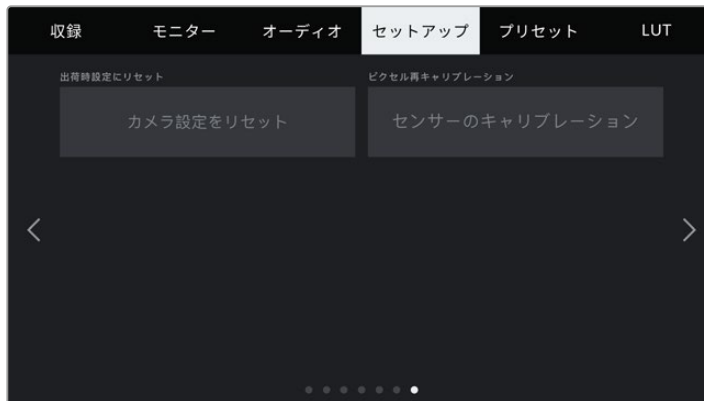 収録 モニター オーディオ セットアップ プリセット LUT
出荷時設定にリセット ピクセル再キャリブレーション
カメラ設定をリセット センサーのキャリブレーション